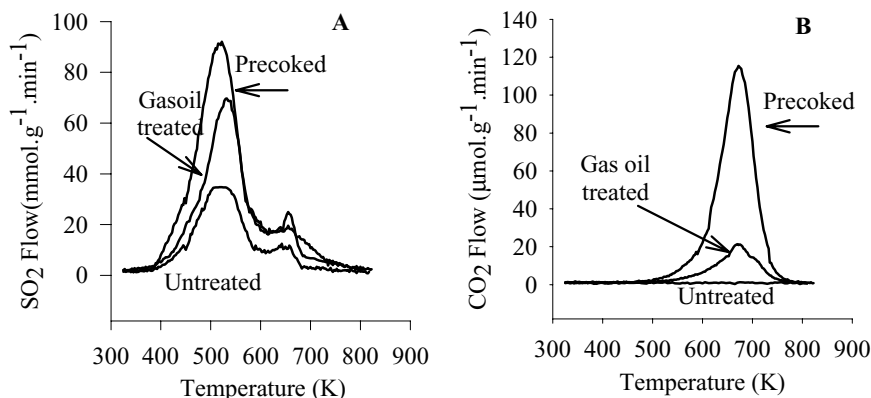 A
SO2 Flow(mmol.g-1.min-1)
100
80
60
40
20
0
Precoked
Gasoil
treated
Untreated
300 400 500 600 700 800 900
Temperature (K)
B
CO2 Flow (µmol.g-1.min-1)
140
120
100
80
60
40
20
0
Precoked
Gas oil
treated
Untreated
300 400 500 600 700 800 900
Temperature (K)